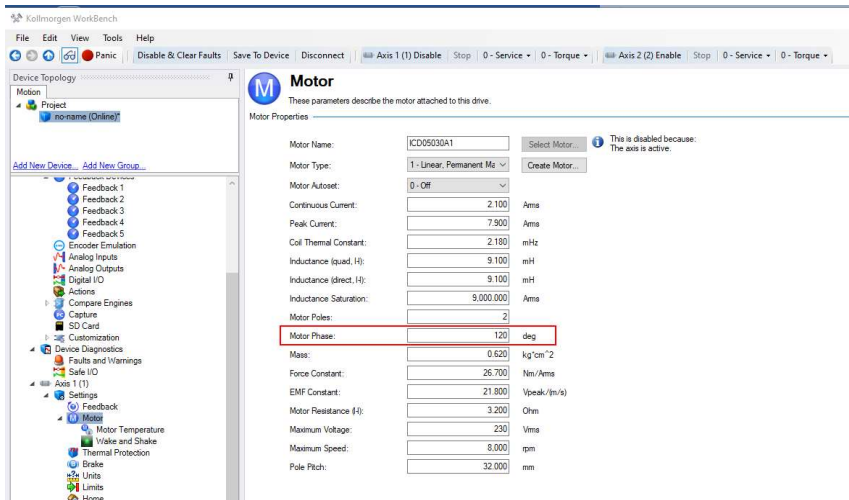 Kollmorgen WorkBench
File Edit View Tools Help
Panic Disable & Clear Faults Save To Device Disconnect Axis 1 (1) Disable Stop 0 - Service 0 - Torque Axis 2 (2) Enable Stop 0 - Service 0 - Torque
Device Topology
Motion
Project
no-name (Online)*
Add New Device... Add New Group...
Feedback 1
Feedback 2
Feedback 3
Feedback 4
Feedback 5
Encoder Emulation
Analog Inputs
Analog Outputs
Digital I/O
Actions
Compare Engines
Capture
SD Card
Customization
Device Diagnostics
Faults and Warnings
Safe I/O
Axis 1 (1)
Settings
Feedback
Motor
Motor Temperature
Wake and Shake
Thermal Protection
Brake
Units
Limits
Home
M
Motor
These parameters describe the motor attached to this drive.
Motor Properties
Motor Name: ICD05030A1 Select Motor... This is disabled because:
The axis is active.
Motor Type: 1 - Linear, Permanent Ma Create Motor...
Motor Autoset: 0 - Off
Continuous Current: 2.100 Arms
Peak Current: 7.900 Arms
Coil Thermal Constant: 2.180 mHz
Inductance (quad, l-l): 9.100 mH
Inductance (direct, l-l): 9.100 mH
Inductance Saturation: 9,000.000 Arms
Motor Poles: 2
Motor Phase: 120 deg
Mass: 0.620 kg*cm^2
Force Constant: 26.700 Nm/Arms
EMF Constant: 21.800 Vpeak/(m/s)
Motor Resistance (l-l): 3.200 Ohm
Maximum Voltage: 230 Vrms
Maximum Speed: 8,000 rpm
Pole Pitch: 32.000 mm